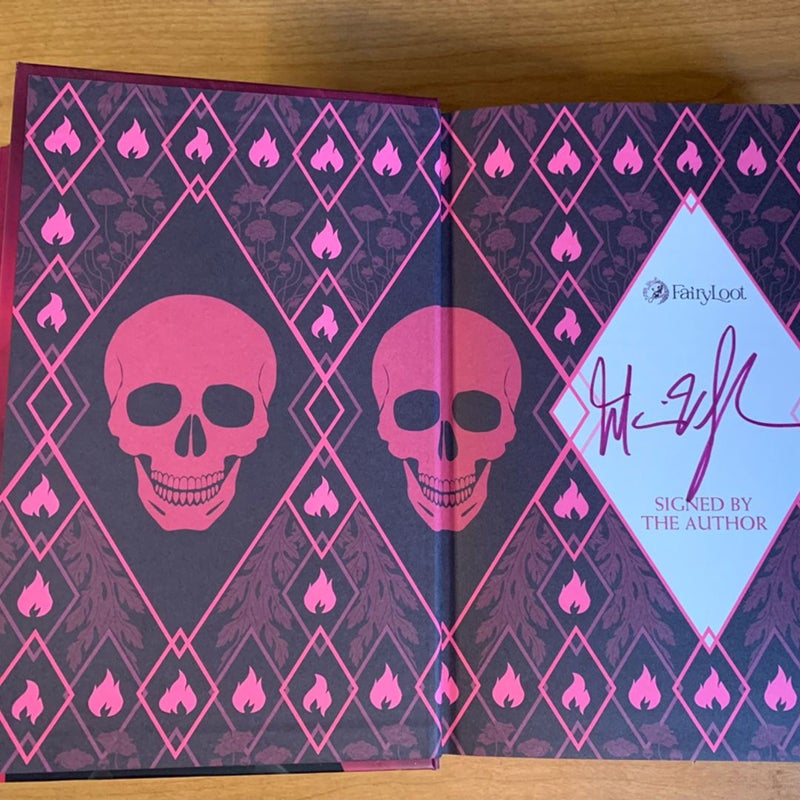 FairyLoot
SIGNED BY
THE AUTHOR